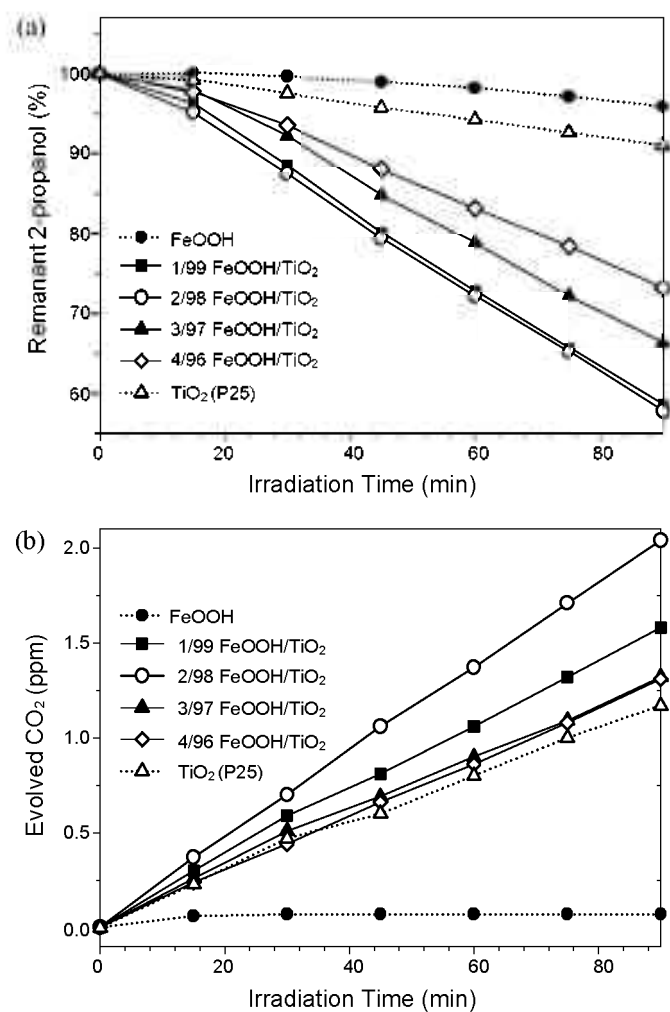 (a)
Remanant 2-propanol (%)
100
90
80
70
60
FeOOH
1/99 FeOOH/TiO₂
2/98 FeOOH/TiO₂
3/97 FeOOH/TiO₂
4/96 FeOOH/TiO₂
TiO₂ (P25)
0 20 40 60 80
Irradiation Time (min)
(b)
Evolved CO₂ (ppm)
2.0
1.5
1.0
0.5
0.0
FeOOH
1/99 FeOOH/TiO₂
2/98 FeOOH/TiO₂
3/97 FeOOH/TiO₂
4/96 FeOOH/TiO₂
TiO₂ (P25)
0 20 40 60 80
Irradiation Time (min)